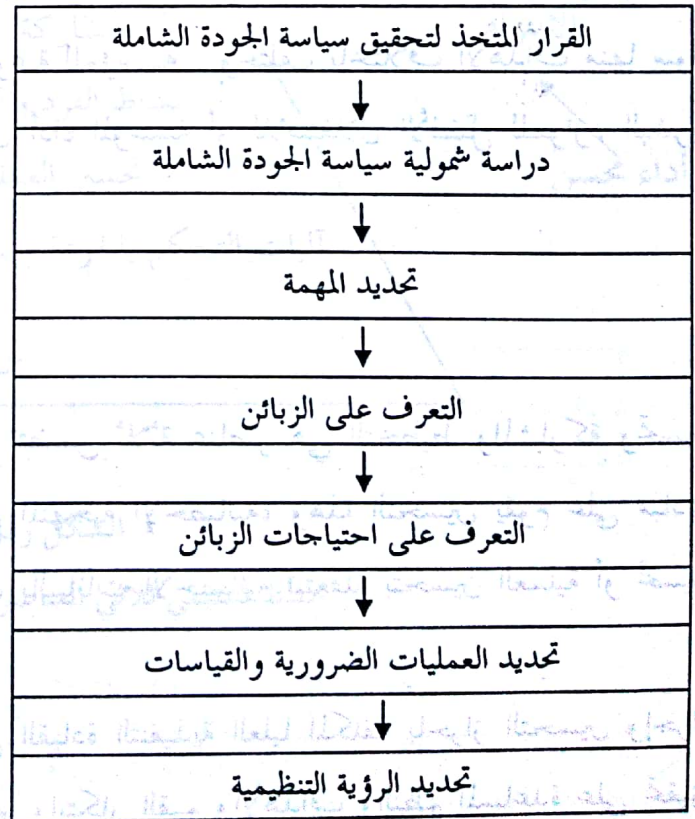 القرار المتخذ لتحقيق سياسة الجودة الشاملة
دراسة شمولية سياسة الجودة الشاملة
تحديد المهمة
التعرف على الزبائن
التعرف على احتياجات الزبائن
تحديد العمليات الضرورية والقياسات
تحديد الرؤية التنظيمية